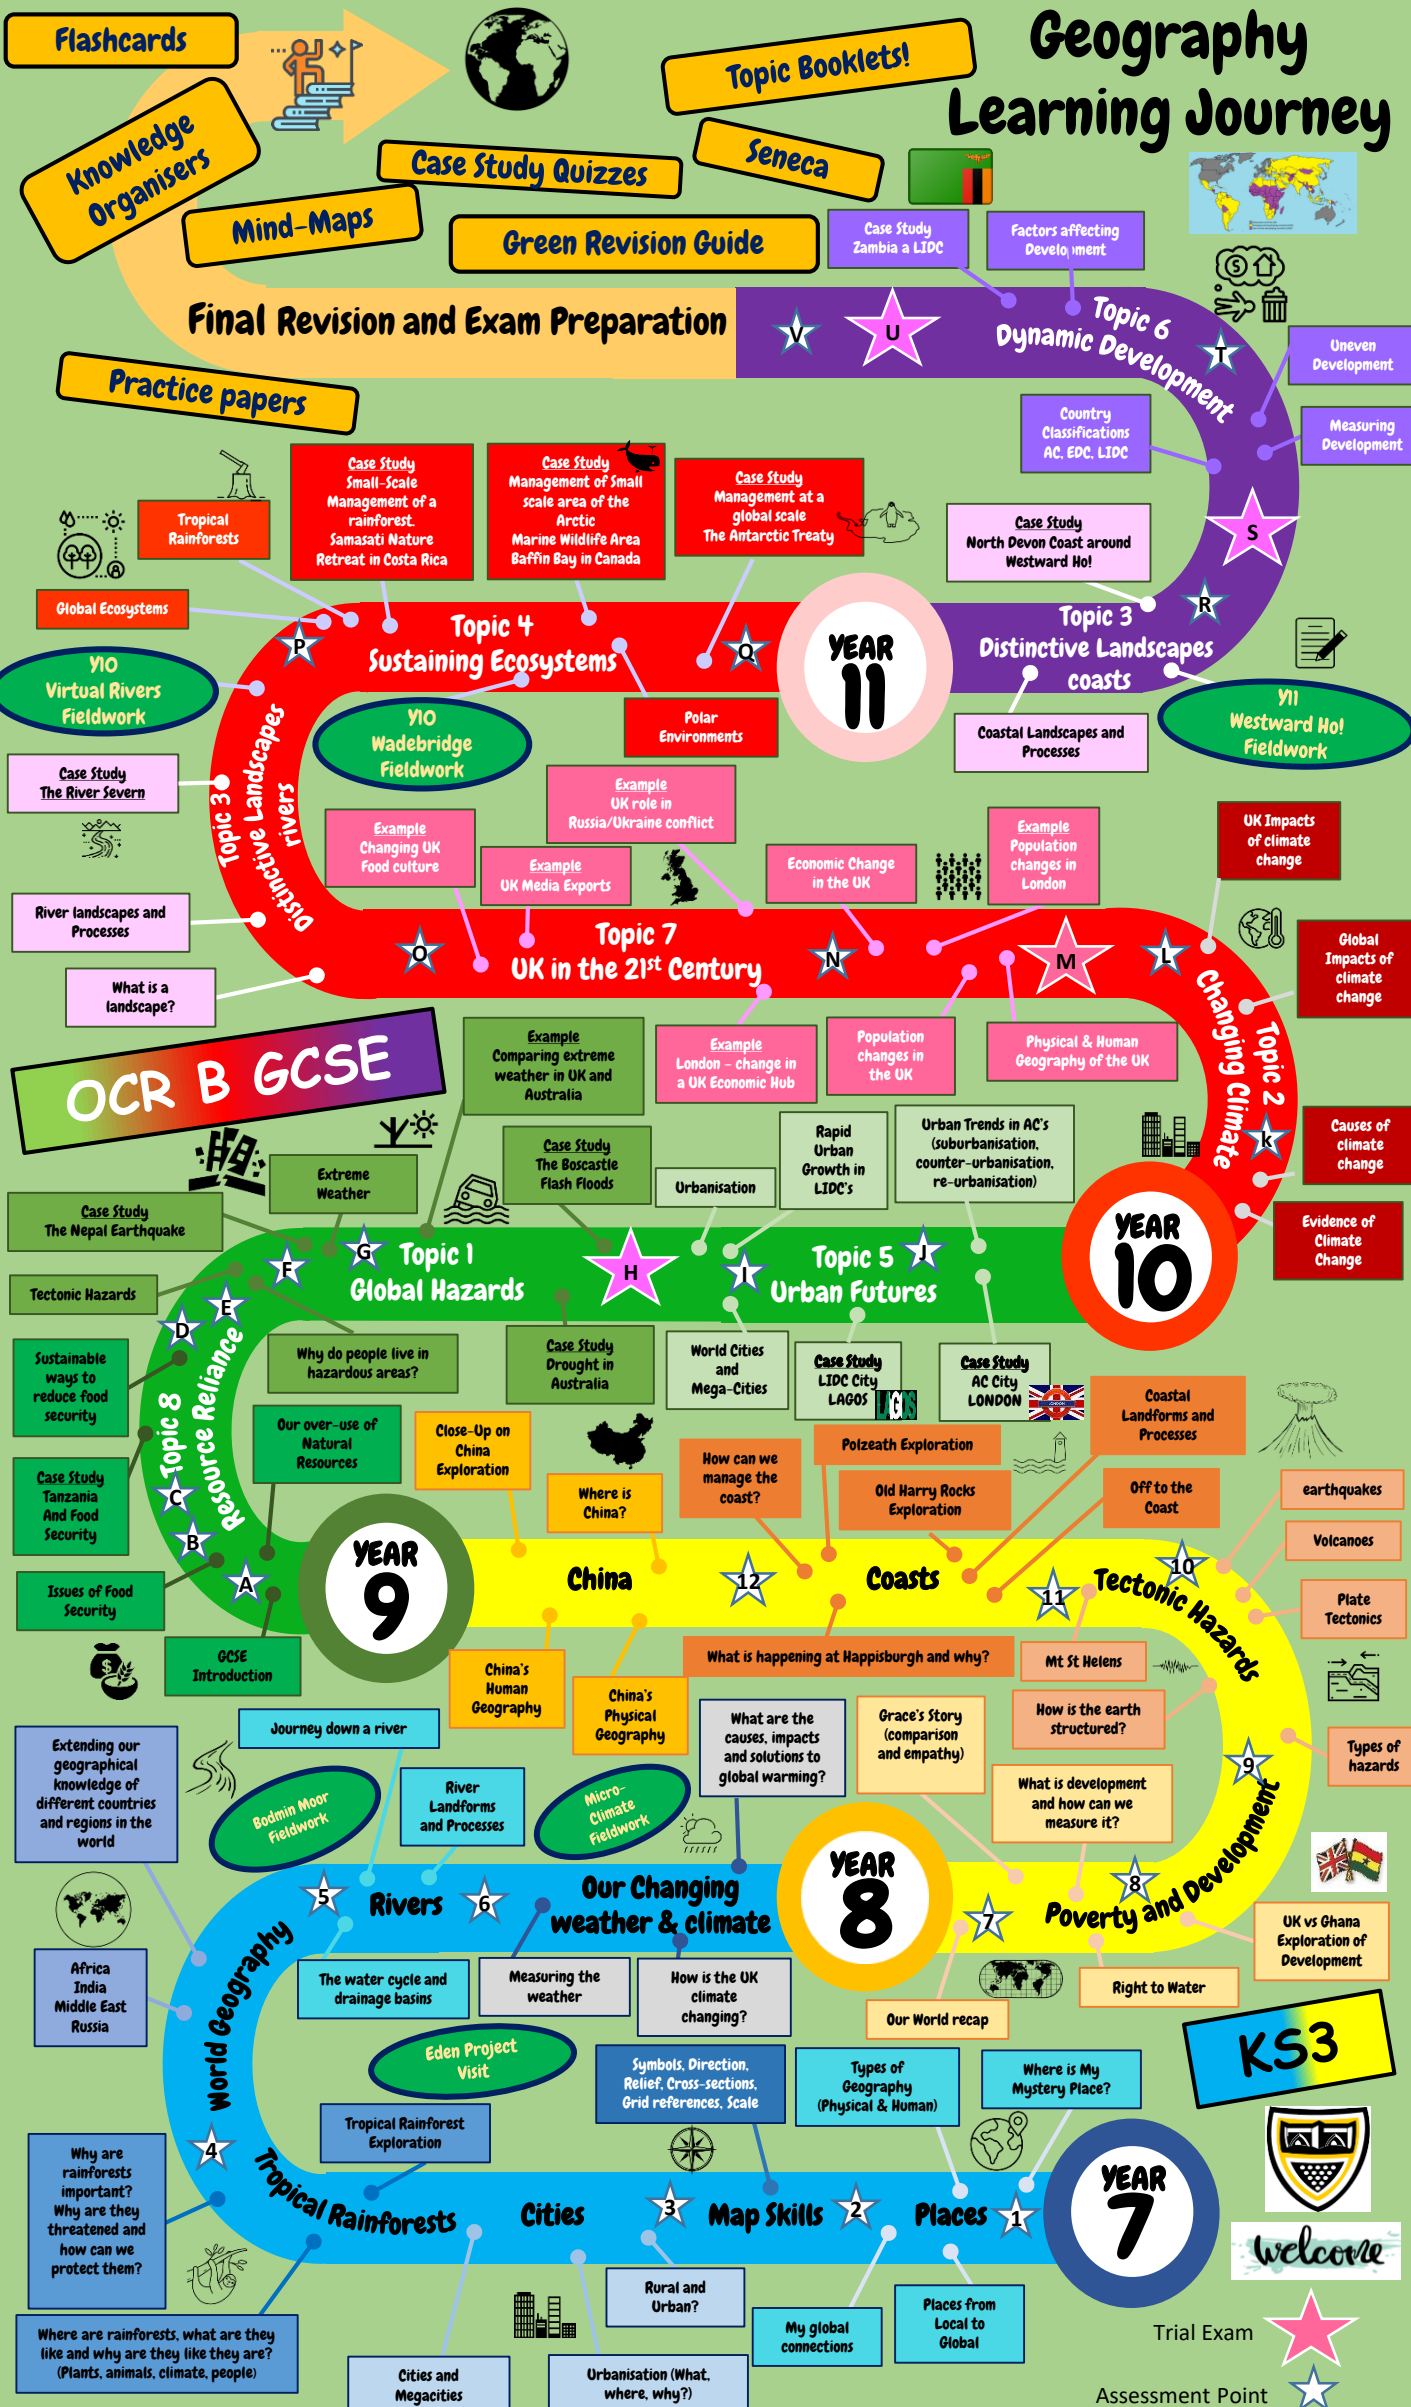 Geography
Learning Journey
Flashcards
Topic Booklets!
Knowledge
Organisers
Case Study Quizzes
Seneca
Mind-Maps
Green Revision Guide
Case Study
Zambia a LIDC
Factors affecting
Development
Final Revision and Exam Preparation
V
U
Topic 6
Dynamic Development
T
Uneven
Development
Practice papers
Country
Classifications
AC, EDC, LIDC
Measuring
Development
Case Study
Small-Scale
Management of a
rainforest.
Samasati Nature
Retreat in Costa Rica
Case Study
Management of Small
scale area of the
Arctic
Marine Wildlife Area
Baffin Bay in Canada
Case Study
Management at a
global scale
The Antarctic Treaty
Tropical
Rainforests
Case Study
North Devon Coast around
Westward Ho!
S
R
Global Ecosystems
P
Topic 4
Sustaining Ecosystems
Q
YEAR
11
Topic 3
Distinctive Landscapes
coasts
Y10
Virtual Rivers
Fieldwork
Y10
Wadebridge
Fieldwork
Polar
Environments
Coastal Landscapes and
Processes
Y11
Westward Ho!
Fieldwork
Case Study
The River Severn
Topic 3
Distinctive Landscapes
rivers
Example
Changing UK
Food culture
Example
UK role in
Russia/Ukraine conflict
Example
UK Media Exports
Economic Change
in the UK
Example
Population
changes in
London
UK Impacts
of climate
change
River landscapes and
Processes
What is a
landscape?
O
Topic 7
UK in the 21st Century
N
M
L
Global
Impacts of
climate
change
Topic 2
Changing Climate
OCR B GCSE
Example
Comparing extreme
weather in UK and
Australia
Example
London - change in
a UK Economic Hub
Population
changes in
the UK
Physical & Human
Geography of the UK
k
Causes of
climate
change
Extreme
Weather
Case Study
The Boscastle
Flash Floods
Urbanisation
Rapid
Urban
Growth in
LIDC's
Urban Trends in AC's
(suburbanisation,
counter-urbanisation,
re-urbanisation)
Evidence of
Climate
Change
Case Study
The Nepal Earthquake
F
G
Topic 1
Global Hazards
H
I
Topic 5
Urban Futures
J
YEAR
10
Tectonic Hazards
E
D
Why do people live in
hazardous areas?
Case Study
Drought in
Australia
World Cities
and
Mega-Cities
Case Study
LIDC City
LAGOS
LAGOS
Case Study
AC City
LONDON
LONDON
Sustainable
ways to
reduce food
security
Topic 8
Resource Reliance
Our over-use of
Natural
Resources
Case Study
Tanzania
And Food
Security
C
B
A
Issues of Food
Security
GCSE
Introduction
Close-Up on
China
Exploration
Where is
China?
How can we
manage the
coast?
Polzeath Exploration
Old Harry Rocks
Exploration
Coastal
Landforms and
Processes
Off to the
Coast
earthquakes
Volcanoes
Plate
Tectonics
YEAR
9
China
12
Coasts
11
Tectonic Hazards
10
China's
Human
Geography
China's
Physical
Geography
What is happening at Happisburgh and why?
Mt St Helens
How is the earth
structured?
Types of
hazards
Extending our
geographical
knowledge of
different countries
and regions in the
world
Journey down a river
Bodmin Moor
Fieldwork
River
Landforms
and Processes
Micro-
Climate
Fieldwork
What are the
causes, impacts
and solutions to
global warming?
Grace's Story
(comparison
and empathy)
What is development
and how can we
measure it?
9
5
Rivers
6
Our Changing
weather & climate
YEAR
8
7
8
Poverty and Development
UK vs Ghana
Exploration of
Development
Africa
India
Middle East
Russia
World Geography
The water cycle and
drainage basins
Measuring the
weather
How is the UK
climate
changing?
Our World recap
Right to Water
KS3
Eden Project
Visit
Symbols, Direction,
Relief, Cross-sections,
Grid references, Scale
Types of
Geography
(Physical & Human)
Where is My
Mystery Place?
Tropical Rainforest
Exploration
Why are
rainforests
important?
Why are they
threatened and
how can we
protect them?
4
Tropical Rainforests
Cities
3
Map Skills
2
Places
1
YEAR
7
welcome
Rural and
Urban?
My global
connections
Places from
Local to
Global
Where are rainforests, what are they
like and why are they like they are?
(Plants, animals, climate, people)
Cities and
Megacities
Urbanisation (What,
where, why?)
Trial Exam
Assessment Point